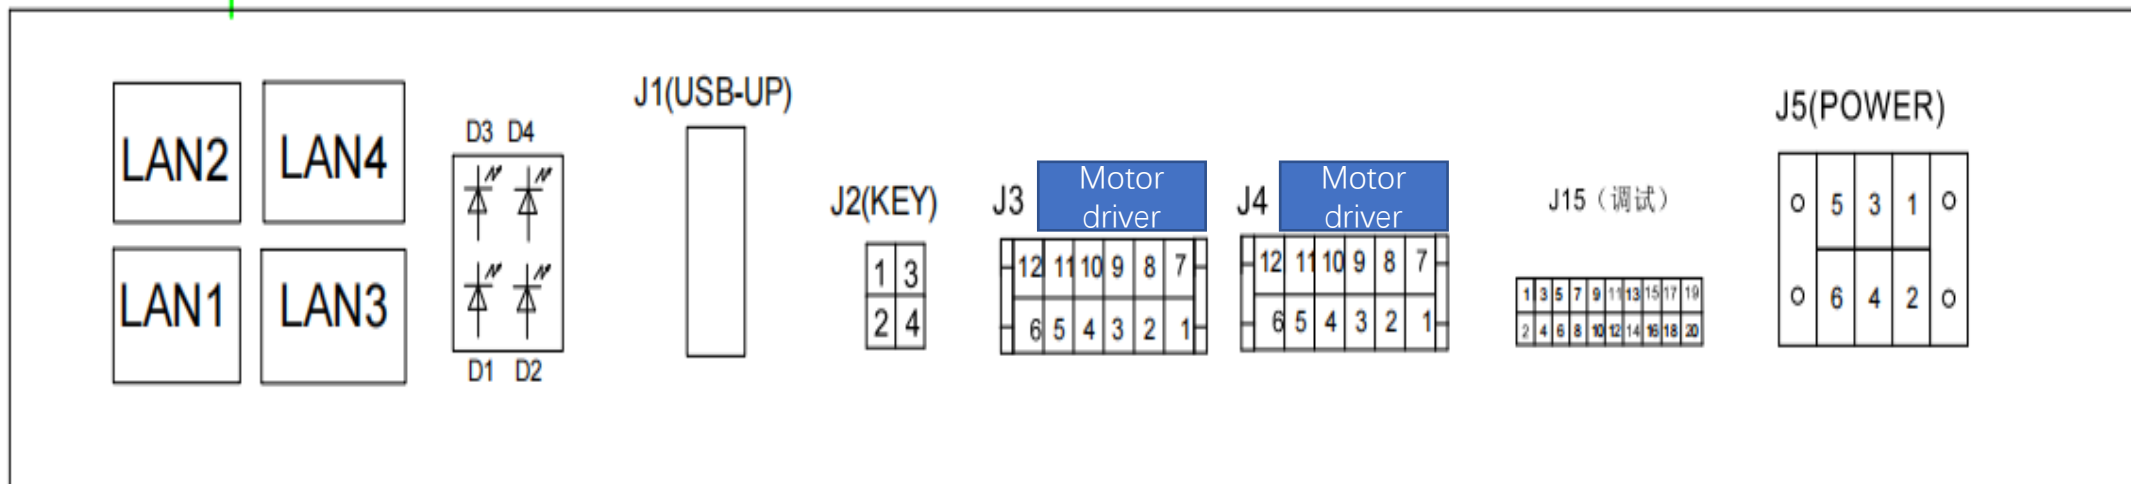 LAN2
LAN4
LAN1
LAN3
D3 D4
D1 D2
J1(USB-UP)
J2(KEY)
1 3
2 4
J3
Motor
driver
12 11 10 9 8 7
6 5 4 3 2 1
J4
Motor
driver
12 11 10 9 8 7
6 5 4 3 2 1
J15（调试）
1 3 5 7 9 11 13 15 17 19
2 4 6 8 10 12 14 16 18 20
J5(POWER)
5 3 1
6 4 2